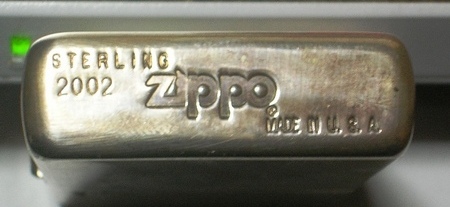 STERLING
2002 Zippo ®
MADE IN U. S. A.